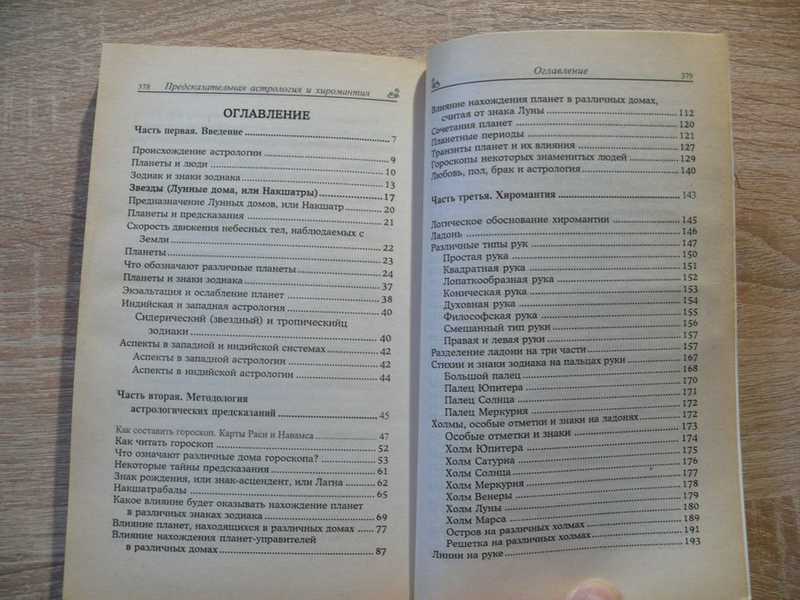 378 Предсказательная астрология и хиромантия
ОГЛАВЛЕНИЕ
Часть первая. Введение 7
Происхождение астрологии 9
Планеты и люди 10
Зодиак и знаки зодиака 13
Звезды (Лунные дома, или Накшатры) 17
Предназначение Лунных домов, или Накшатр 20
Планеты и предсказания 21
Скорость движения небесных тел, наблюдаемых с
Земли 22
Планеты 23
Что обозначают различные планеты 24
Планеты и знаки зодиака 37
Экзальтация и ослабление планет 38
Индийская и западная астрология 40
Сидерический (звездный) и тропическийц
зодиаки 40
Аспекты в западной и индийской системах 42
Аспекты в западной астрологии 42
Аспекты в индийской астрологии 44
Часть вторая. Методология
астрологических предсказаний 45
Как составить гороскоп. Карты Раси и Навамса 47
Как читать гороскоп 52
Что означают различные дома гороскопа? 53
Некоторые тайны предсказания 61
Знак рождения, или знак-асцендент, или Лагна 62
Накшатрабалы 65
Какое влияние будет оказывать нахождение планет
в различных знаках зодиака 69
Влияние планет, находящихся в различных домах 77
Влияние нахождения планет-управителей
в различных домах 87
Оглавление 379
Влияние нахождения планет в различных домах,
считая от знака Луны 112
Сочетания планет 120
Планетные периоды 121
Транзиты планет и их влияния 127
Гороскопы некоторых знаменитых людей 129
Любовь, пол, брак и астрология 140
Часть третья. Хиромантия 143
Логическое обоснование хиромантии 145
Ладонь 146
Различные типы рук 147
Простая рука 150
Квадратная рука 151
Лопаткообразная рука 152
Коническая рука 153
Духовная рука 154
Философская рука 155
Смешанный тип руки 156
Правая и левая руки 157
Разделение ладони на три части 157
Стихии и знаки зодиака на пальцах руки 167
Большой палец 168
Палец Юпитера 170
Палец Солнца 171
Палец Меркурия 172
Холмы, особые отметки и знаки на ладонях 172
Особые отметки и знаки 173
Холм Юпитера 174
Холм Сатурна 175
Холм Солнца 176
Холм Меркурия 177
Холм Венеры 178
Холм Луны 179
Холм Марса 180
Остров на различных холмах 189
Решетка на различных холмах 191
Линии на руке 193